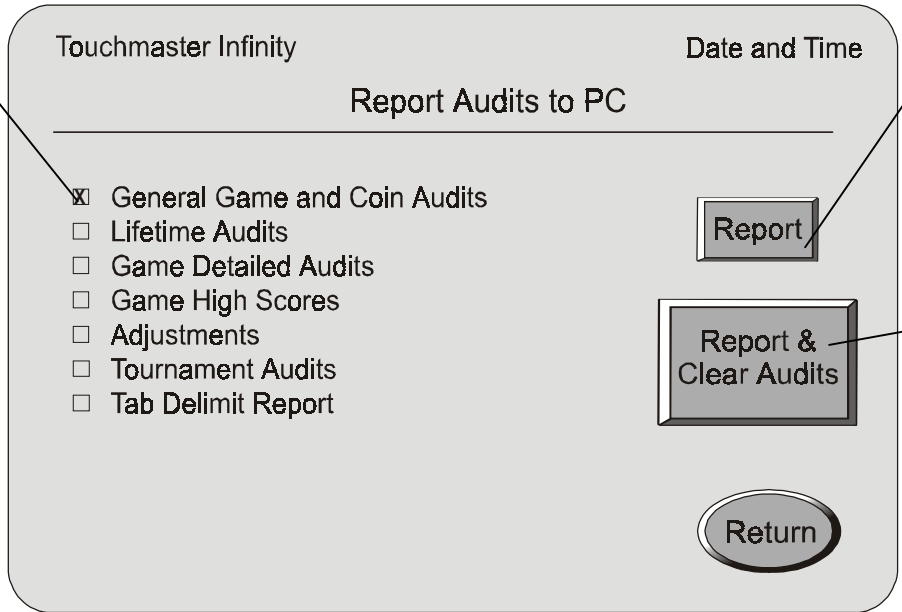 Touchmaster Infinity
Date and Time
Report Audits to PC
X General Game and Coin Audits
Lifetime Audits
Game Detailed Audits
Game High Scores
Adjustments
Tournament Audits
Tab Delimit Report
Report
Report &
Clear Audits
Return